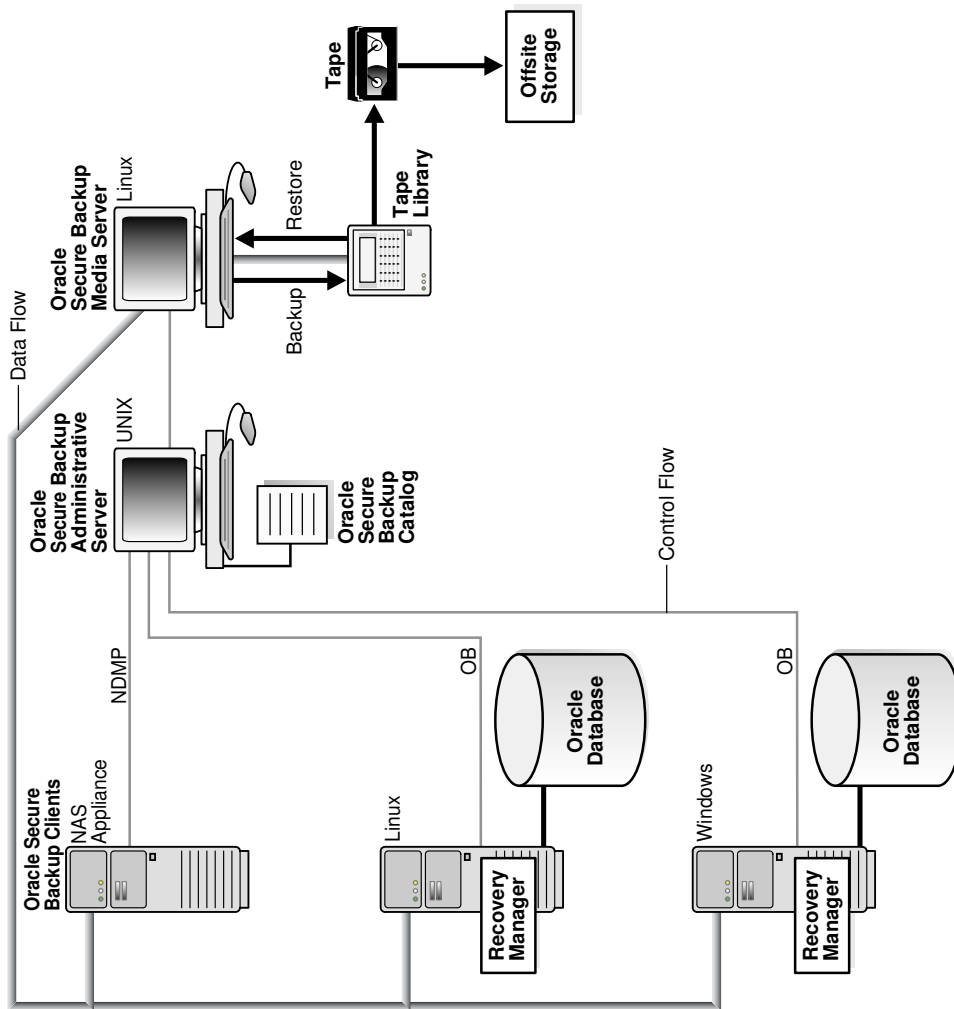 Data Flow
Oracle Secure
Backup Clients
NAS
Appliance
NDMP
Oracle
Secure Backup
Administrative
Server
UNIX
Oracle
Secure Backup
Media Server
Linux
Backup
Restore
Tape
Library
Tape
Offsite
Storage
Oracle
Secure
Backup
Catalog
Linux
OB
Recovery
Manager
Oracle
Database
Control Flow
Windows
OB
Recovery
Manager
Oracle
Database